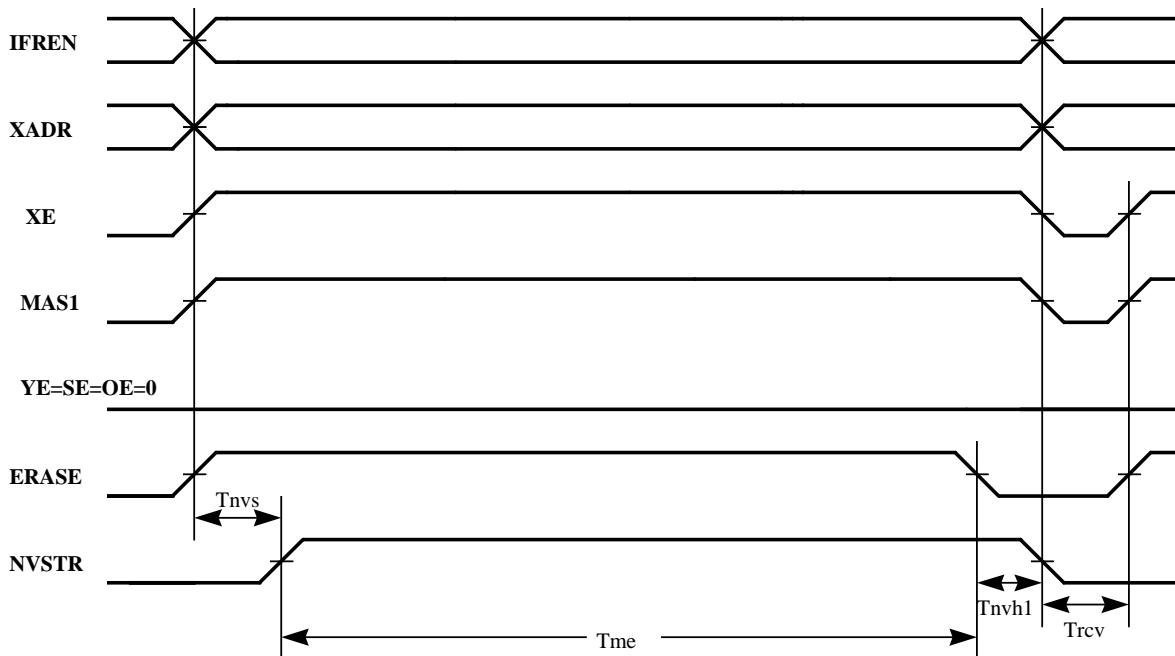 IFREN
XADR
XE
MAS1
YE=SE=OE=0
ERASE
Tnvs
NVSTR
Tnvh1
Trcv
Tme